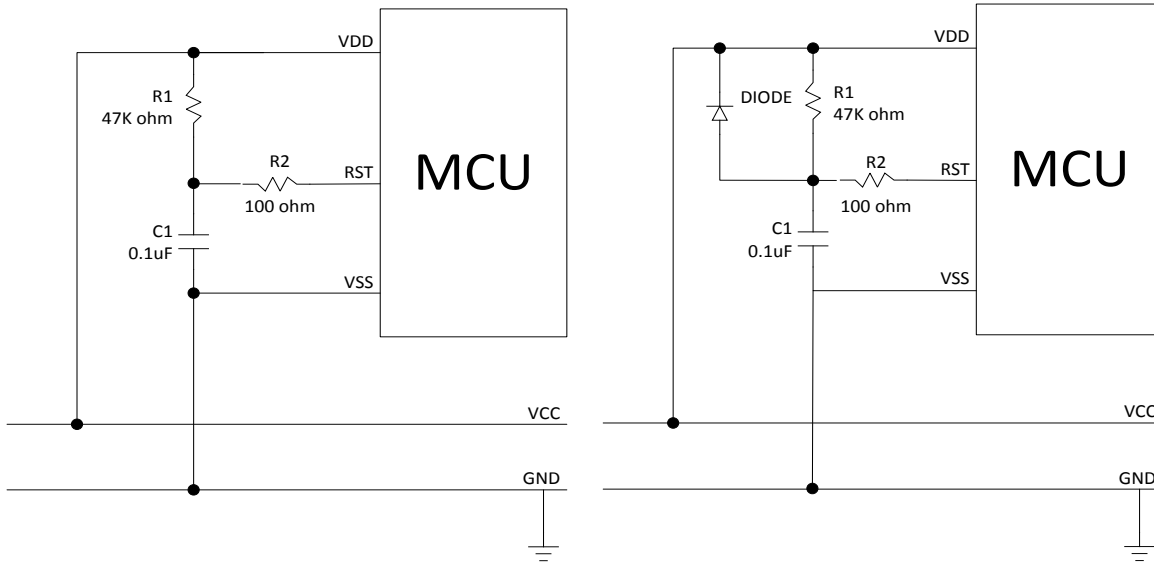 VDD
R1
47K ohm
R2
RST
100 ohm
MCU
C1
0.1uF
VSS
VCC
GND
VDD
DIODE
R1
47K ohm
R2
RST
100 ohm
MCU
C1
0.1uF
VSS
VCC
GND